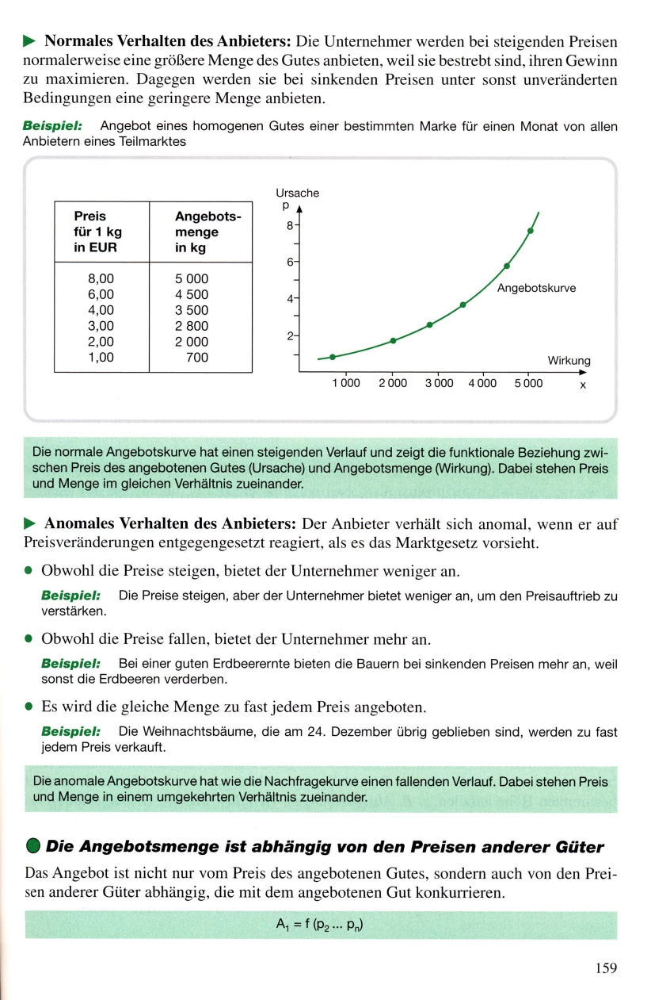 ▶ Normales Verhalten des Anbieters: Die Unternehmer werden bei steigenden Preisen
normalerweise eine größere Menge des Gutes anbieten, weil sie bestrebt sind, ihren Gewinn
zu maximieren. Dagegen werden sie bei sinkenden Preisen unter sonst unveränderten
Bedingungen eine geringere Menge anbieten.
Beispiel: Angebot eines homogenen Gutes einer bestimmten Marke für einen Monat von allen
Anbietern eines Teilmarktes
Preis für 1 kg in EUR | Angebots-menge in kg
8,00 5 000
6,00 4 500
4,00 3 500
3,00 2 800
2,00 2 000
1,00 700
Ursache
p
8
6
4
2
Angebotskurve
Wirkung
1 000 2 000 3 000 4 000 5 000 x
Die normale Angebotskurve hat einen steigenden Verlauf und zeigt die funktionale Beziehung zwi-
schen Preis des angebotenen Gutes (Ursache) und Angebotsmenge (Wirkung). Dabei stehen Preis
und Menge im gleichen Verhältnis zueinander.
▶ Anomales Verhalten des Anbieters: Der Anbieter verhält sich anomal, wenn er auf
Preisveränderungen entgegengesetzt reagiert, als es das Marktgesetz vorsieht.
● Obwohl die Preise steigen, bietet der Unternehmer weniger an.
Beispiel: Die Preise steigen, aber der Unternehmer bietet weniger an, um den Preisauftrieb zu
verstärken.
● Obwohl die Preise fallen, bietet der Unternehmer mehr an.
Beispiel: Bei einer guten Erdbeerernte bieten die Bauern bei sinkenden Preisen mehr an, weil
sonst die Erdbeeren verderben.
● Es wird die gleiche Menge zu fast jedem Preis angeboten.
Beispiel: Die Weihnachtsbäume, die am 24. Dezember übrig geblieben sind, werden zu fast
jedem Preis verkauft.
Die anomale Angebotskurve hat wie die Nachfragekurve einen fallenden Verlauf. Dabei stehen Preis
und Menge in einem umgekehrten Verhältnis zueinander.
● Die Angebotsmenge ist abhängig von den Preisen anderer Güter
Das Angebot ist nicht nur vom Preis des angebotenen Gutes, sondern auch von den Prei-
sen anderer Güter abhängig, die mit dem angebotenen Gut konkurrieren.
A₁ = f (p₂ ... pₙ)
159